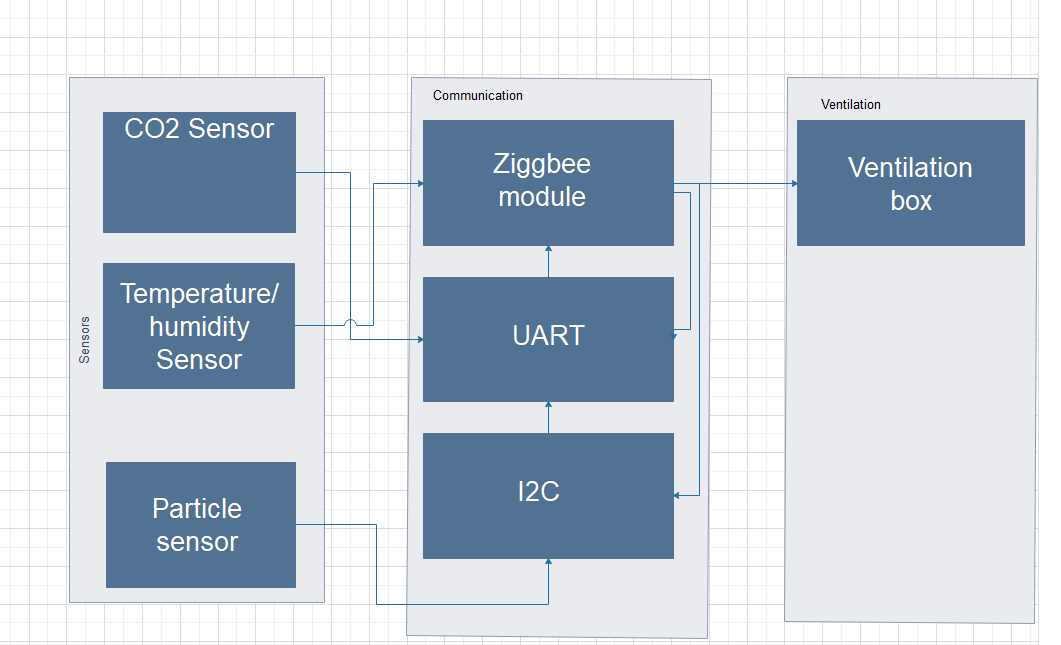 Sensors
CO2 Sensor
Temperature/
humidity
Sensor
Particle
sensor
Communication
Ziggbee
module
UART
I2C
Ventilation
Ventilation
box